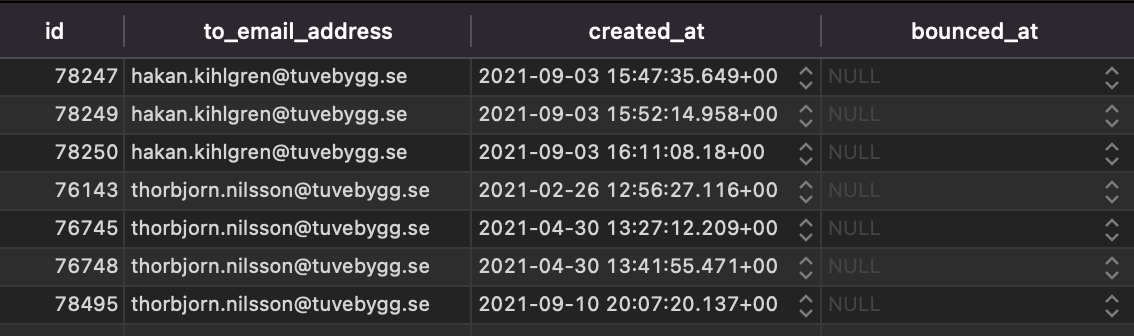 id to_email_address created_at bounced_at
78247 hakan.kihlgren@tuvebygg.se 2021-09-03 15:47:35.649+00 NULL
78249 hakan.kihlgren@tuvebygg.se 2021-09-03 15:52:14.958+00 NULL
78250 hakan.kihlgren@tuvebygg.se 2021-09-03 16:11:08.18+00 NULL
76143 thorbjorn.nilsson@tuvebygg.se 2021-02-26 12:56:27.116+00 NULL
76745 thorbjorn.nilsson@tuvebygg.se 2021-04-30 13:27:12.209+00 NULL
76748 thorbjorn.nilsson@tuvebygg.se 2021-04-30 13:41:55.471+00 NULL
78495 thorbjorn.nilsson@tuvebygg.se 2021-09-10 20:07:20.137+00 NULL